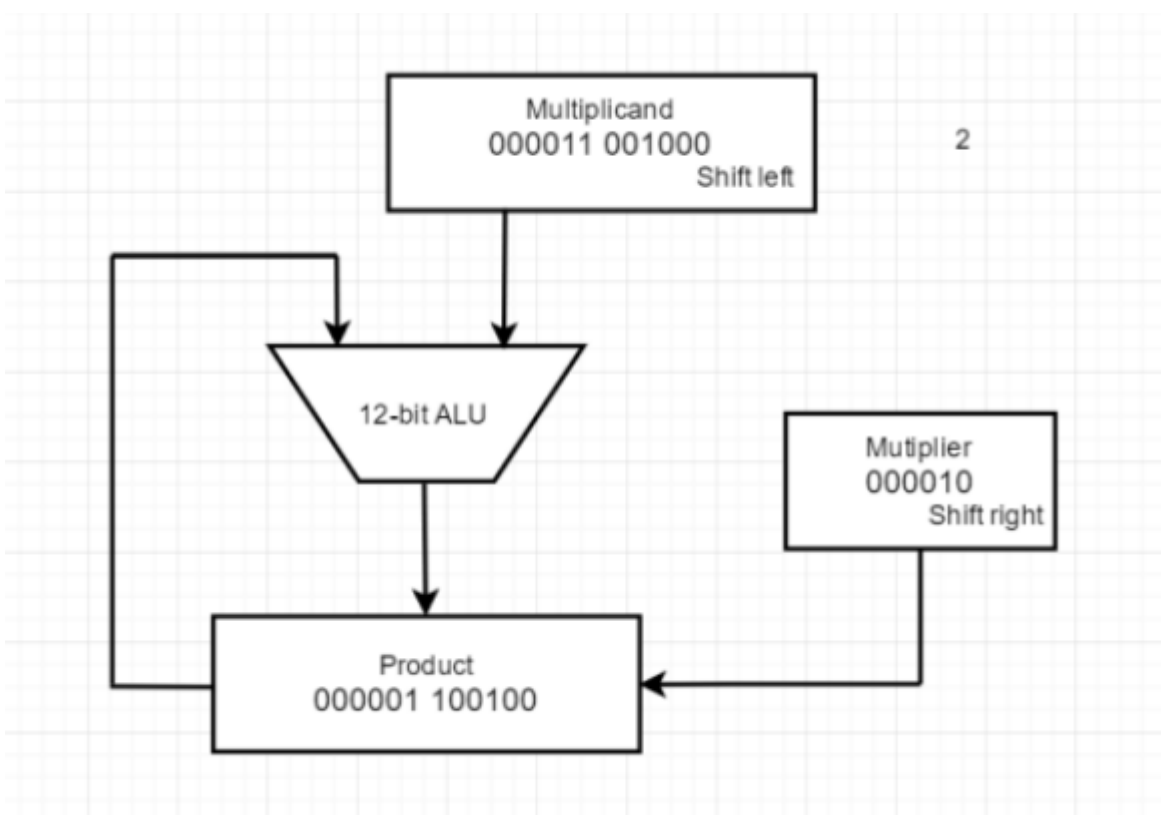 Multiplicand
000011 001000
Shift left
2
12-bit ALU
Mutiplier
000010
Shift right
Product
000001 100100